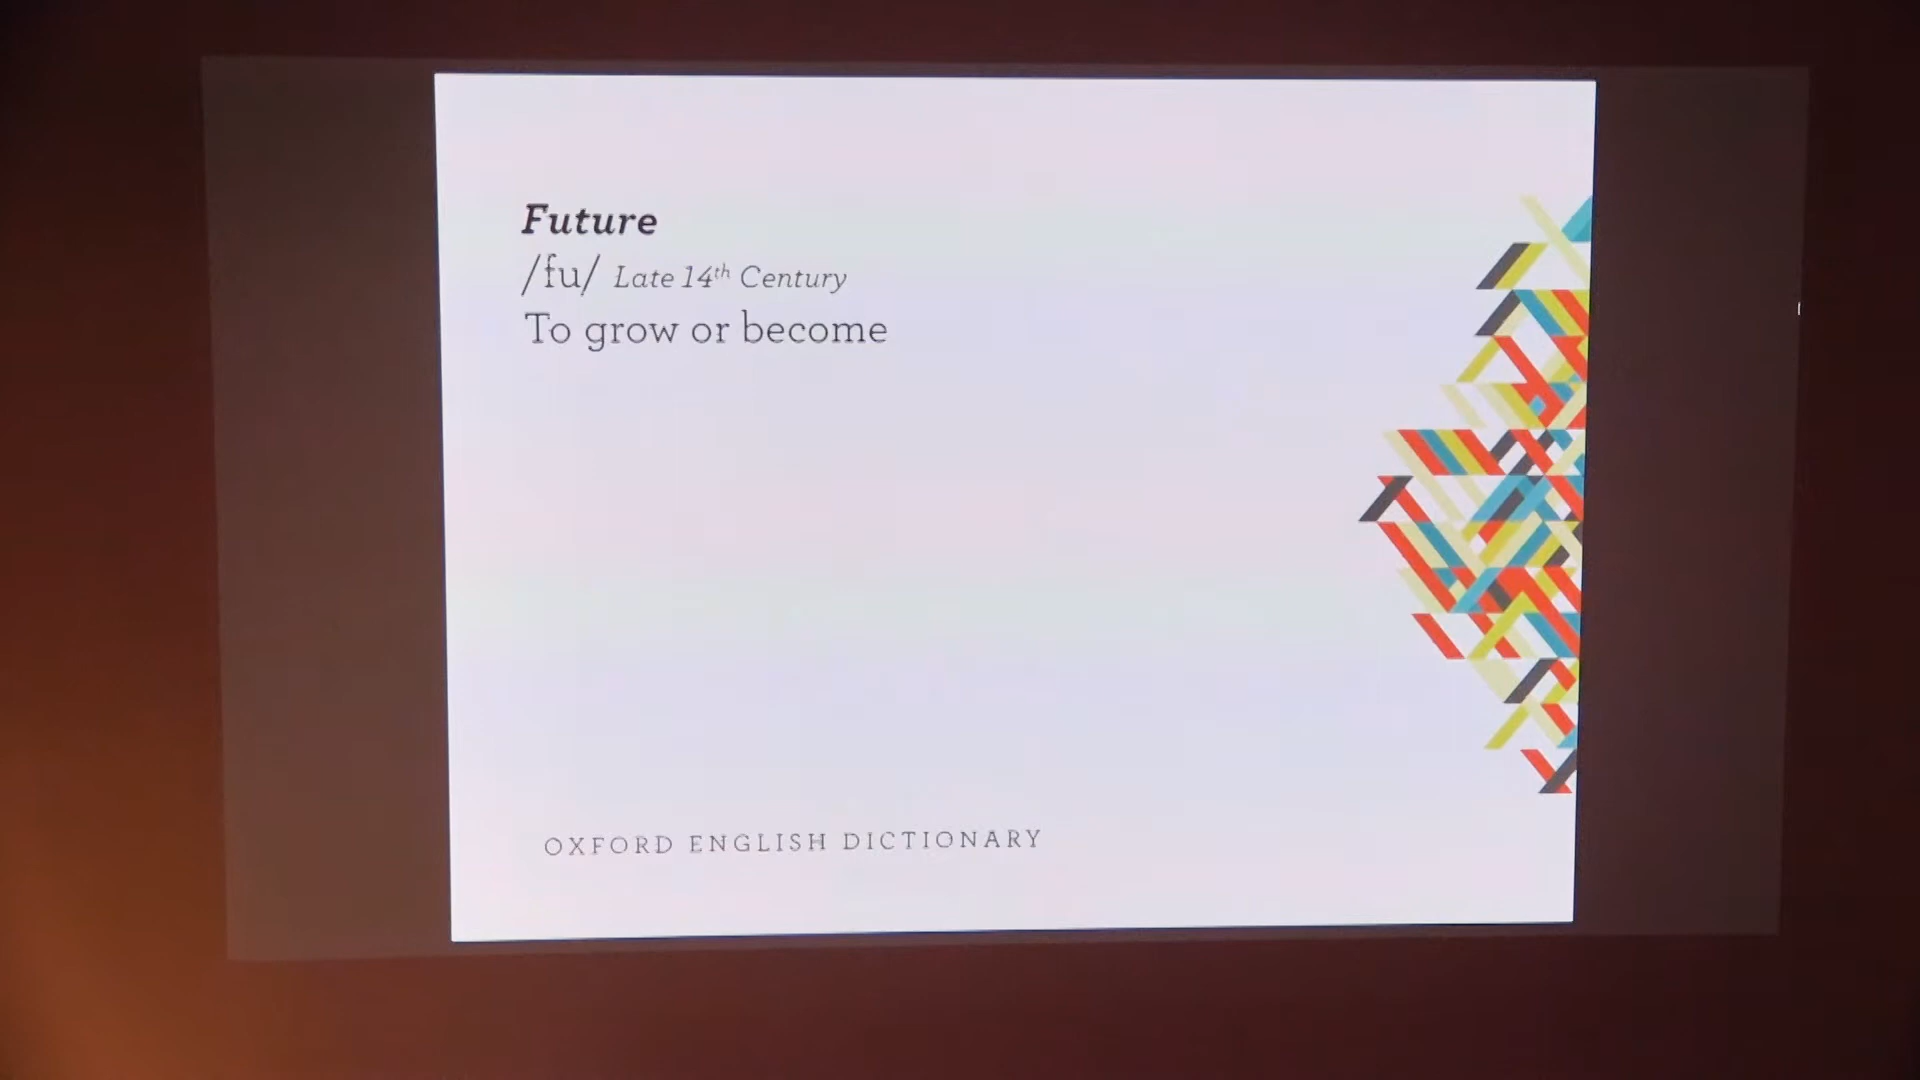 Future
/fu/ Late 14th Century
To grow or become
OXFORD ENGLISH DICTIONARY